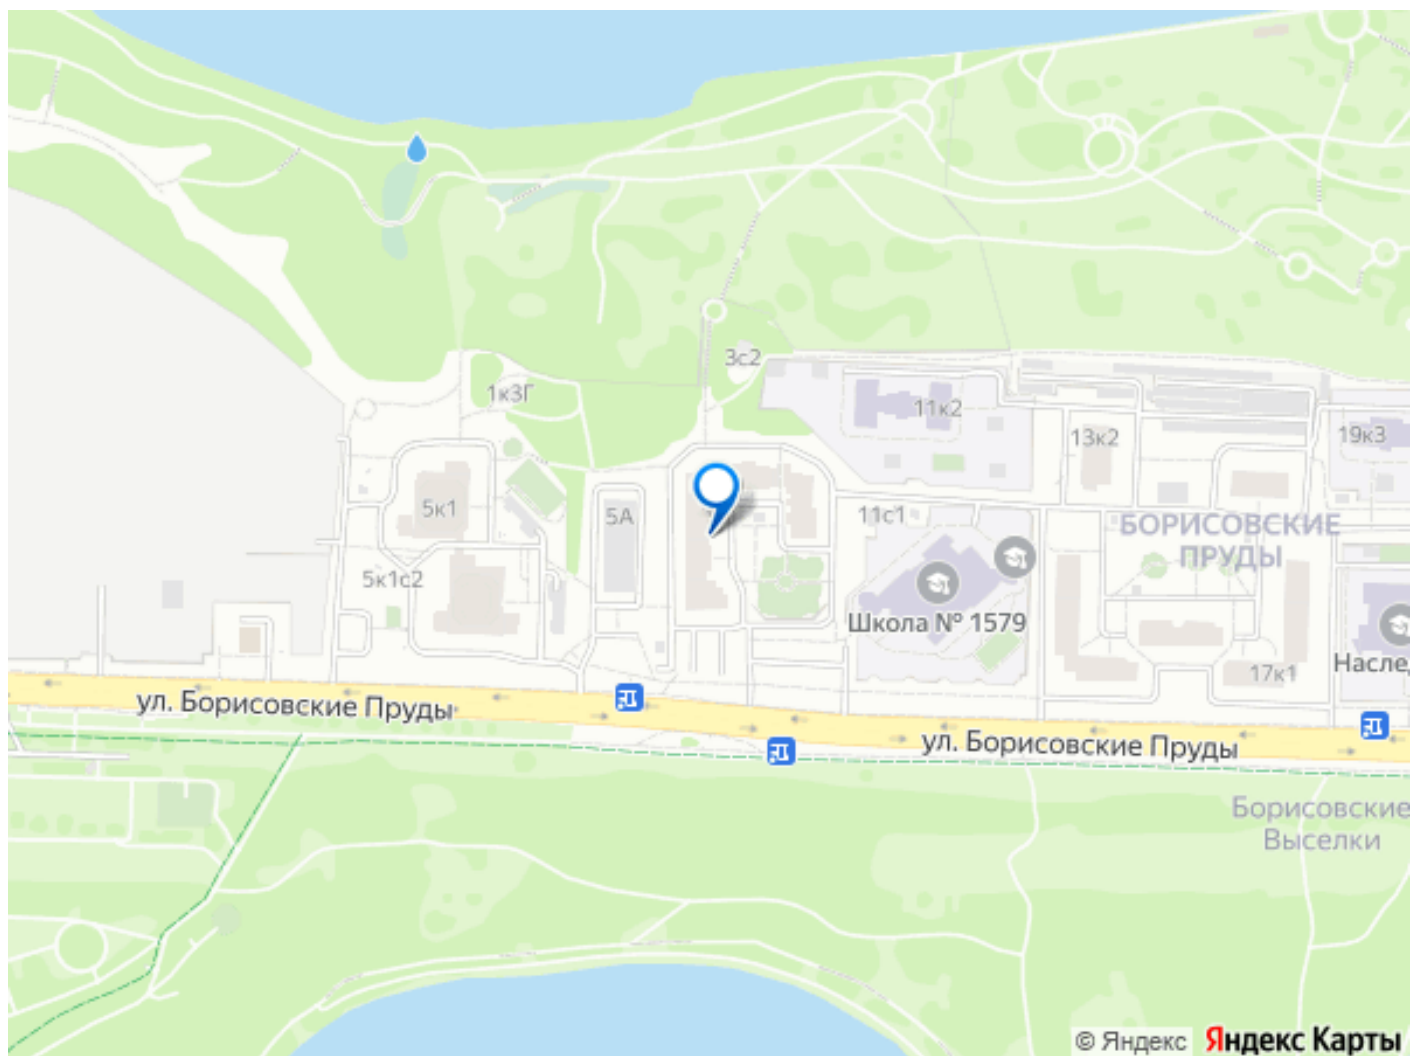 3с2
1к3Г
11к2
13к2
19к3
5к1
5А
11с1
БОРИСОВСКИЕ
ПРУДЫ
5к1с2
Школа № 1579
Наслед
17к1
ул. Борисовские Пруды
ул. Борисовские Пруды
Борисовские
Выселки
© Яндекс Яндекс Карты